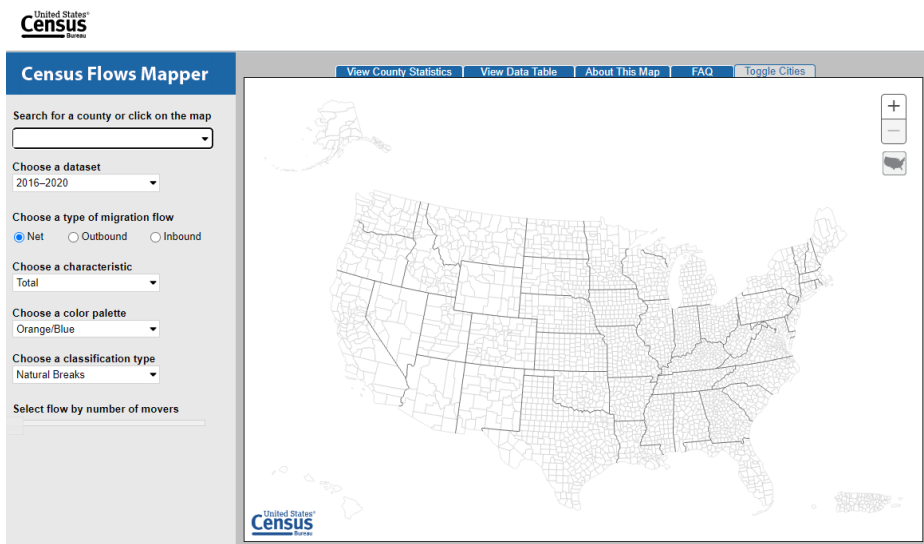 United States®
Census
Bureau
Census Flows Mapper
View County Statistics
View Data Table
About This Map
FAQ
Toggle Cities
Search for a county or click on the map
Choose a dataset
2016–2020
Choose a type of migration flow
Net
Outbound
Inbound
Choose a characteristic
Total
Choose a color palette
Orange/Blue
Choose a classification type
Natural Breaks
Select flow by number of movers
+
−
United States®
Census
Bureau